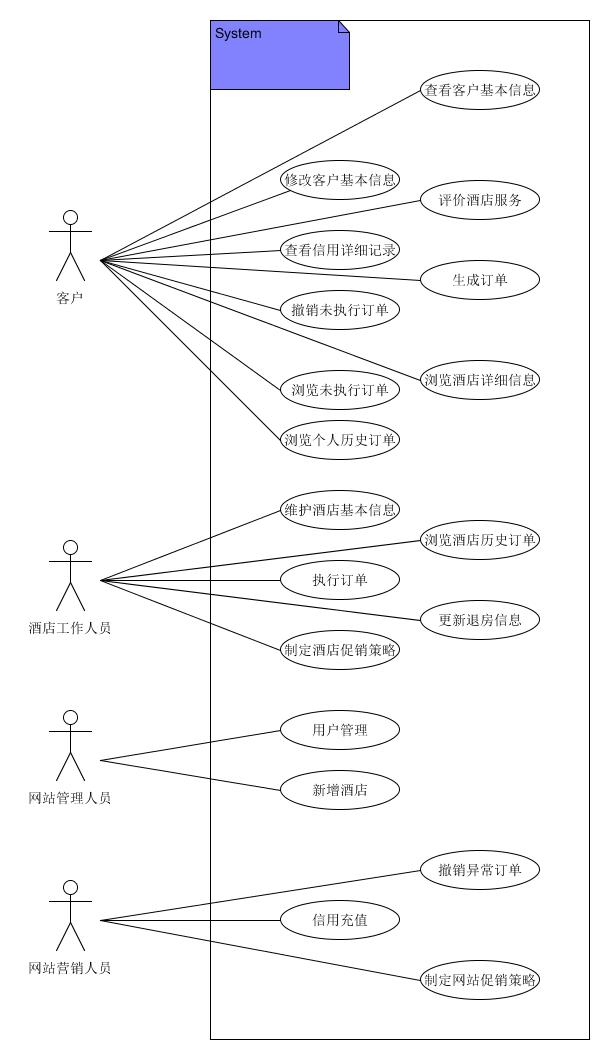 System
查看客户基本信息
修改客户基本信息
评价酒店服务
查看信用详细记录
生成订单
客户
撤销未执行订单
浏览酒店详细信息
浏览未执行订单
浏览个人历史订单
维护酒店基本信息
浏览酒店历史订单
执行订单
酒店工作人员
更新退房信息
制定酒店促销策略
用户管理
新增酒店
网站管理人员
撤销异常订单
信用充值
网站营销人员
制定网站促销策略